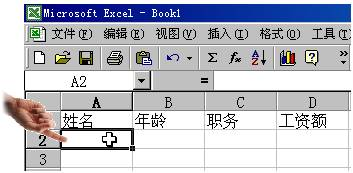 Microsoft Excel - Book1
文件(F) 编辑(E) 视图(V) 插入(I) 格式(O) 工具(T)
Σ f* A Z ?
A2 =
A B C D
姓名 年龄 职务 工资额
2
3